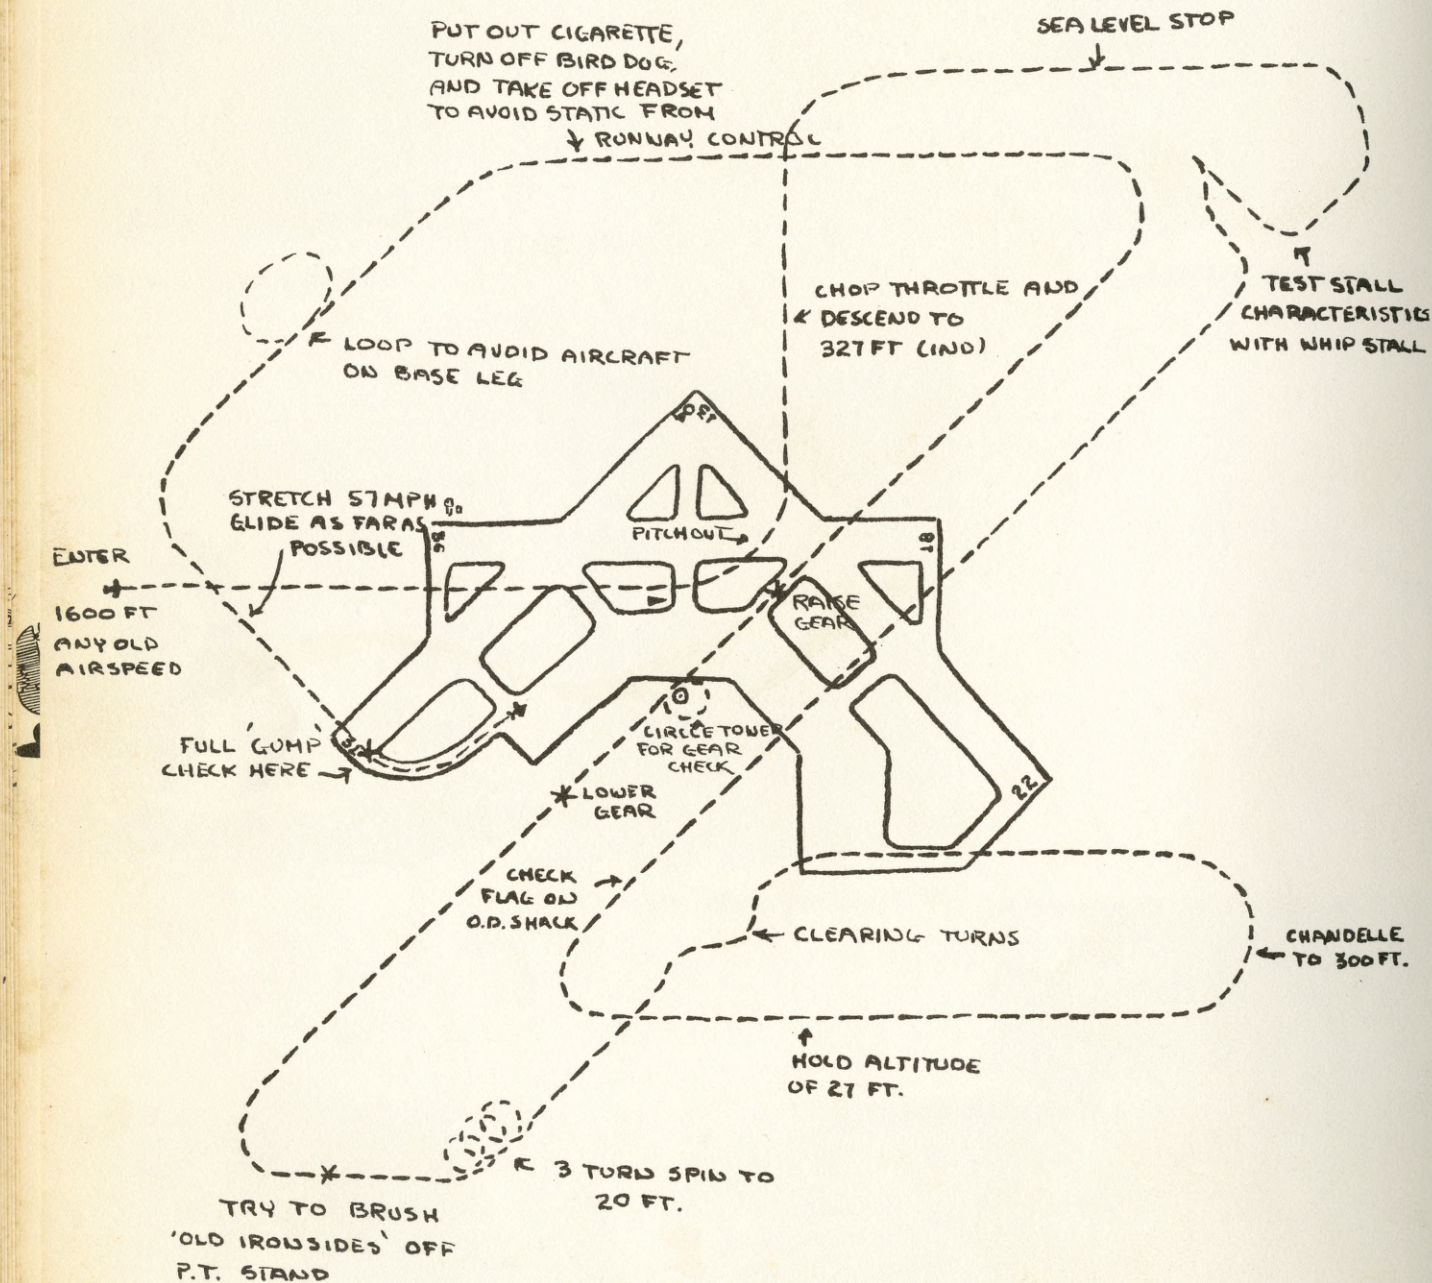 SEA LEVEL STOP
PUT OUT CIGARETTE,
TURN OFF BIRD DOG,
AND TAKE OFF HEADSET
TO AVOID STATIC FROM
RUNWAY CONTROL
TEST STALL
CHARACTERISTICS
WITH WHIP STALL
CHOP THROTTLE AND
DESCEND TO
327 FT (IND)
LOOP TO AVOID AIRCRAFT
ON BASE LEG
STRETCH 57 MPH
GLIDE AS FAR AS
POSSIBLE
PITCHOUT
18
ENTER
1600 FT
ANY OLD
AIRSPEED
RAISE
GEAR
FULL 'GUMP'
CHECK HERE
CIRCLE TOWER
FOR GEAR
CHECK
22
LOWER
GEAR
CHECK
FLAG ON
O.D. SHACK
CLEARING TURNS
CHANDELLE
TO 300 FT.
HOLD ALTITUDE
OF 27 FT.
3 TURN SPIN TO
20 FT.
TRY TO BRUSH
'OLD IRONSIDES' OFF
P.T. STAND